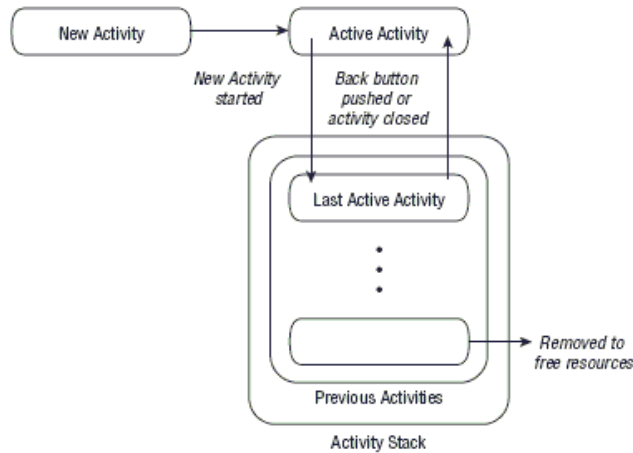 New Activity
Active Activity
New Activity
started
Back button
pushed or
activity closed
Last Active Activity
Removed to
free resources
Previous Activities
Activity Stack